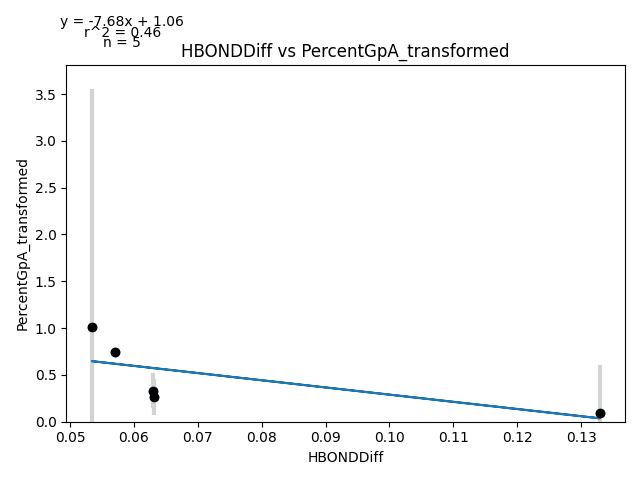 y = -7.68x + 1.06
r^2 = 0.46
n = 5
HBONDDiff vs PercentGpA_transformed
PercentGpA_transformed
3.5
3.0
2.5
2.0
1.5
1.0
0.5
0.0
0.05 0.06 0.07 0.08 0.09 0.10 0.11 0.12 0.13
HBONDDiff